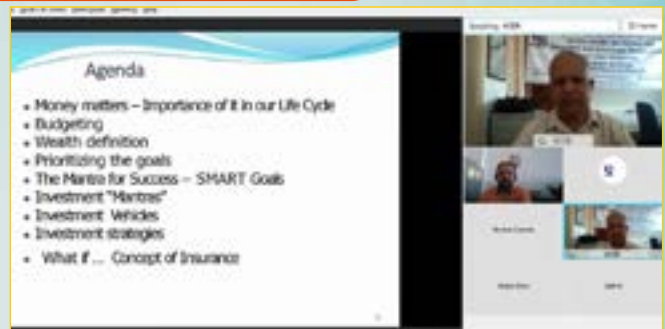 Agenda
• Money matters – Importance of it in our Life Cycle
• Budgeting
• Wealth definition
• Prioritizing the goals
• The Mantra for Success – SMART Goals
• Investment "Mantras"
• Investment Vehicles
• Investment strategies
• What if ... Concept of Insurance